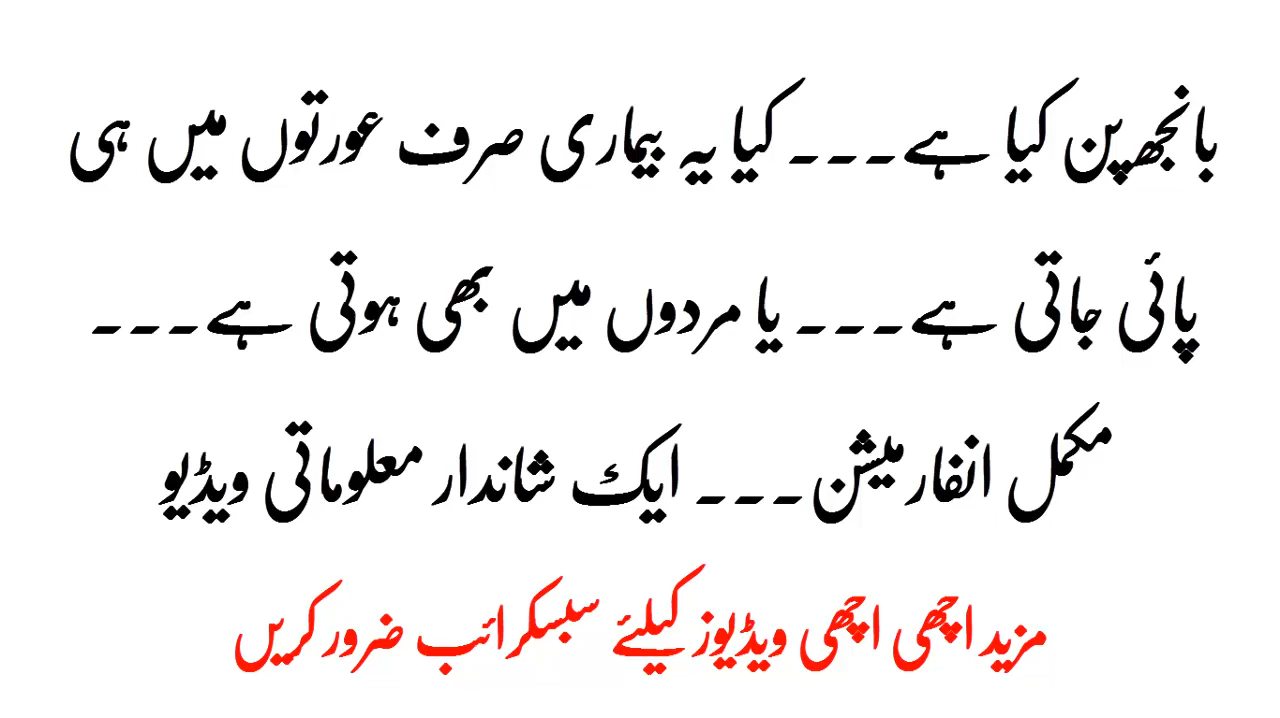 بانجھ پن کیا ہے۔۔۔ کیا یہ بیماری صرف عورتوں میں ہی
پائی جاتی ہے۔۔۔ یا مردوں میں بھی ہوتی ہے۔۔۔
مکمل انفارمیشن۔۔۔ ایک شاندار معلوماتی ویڈیو
مزید اچھی اچھی ویڈیوز کیلئے سبسکرائب ضرور کریں